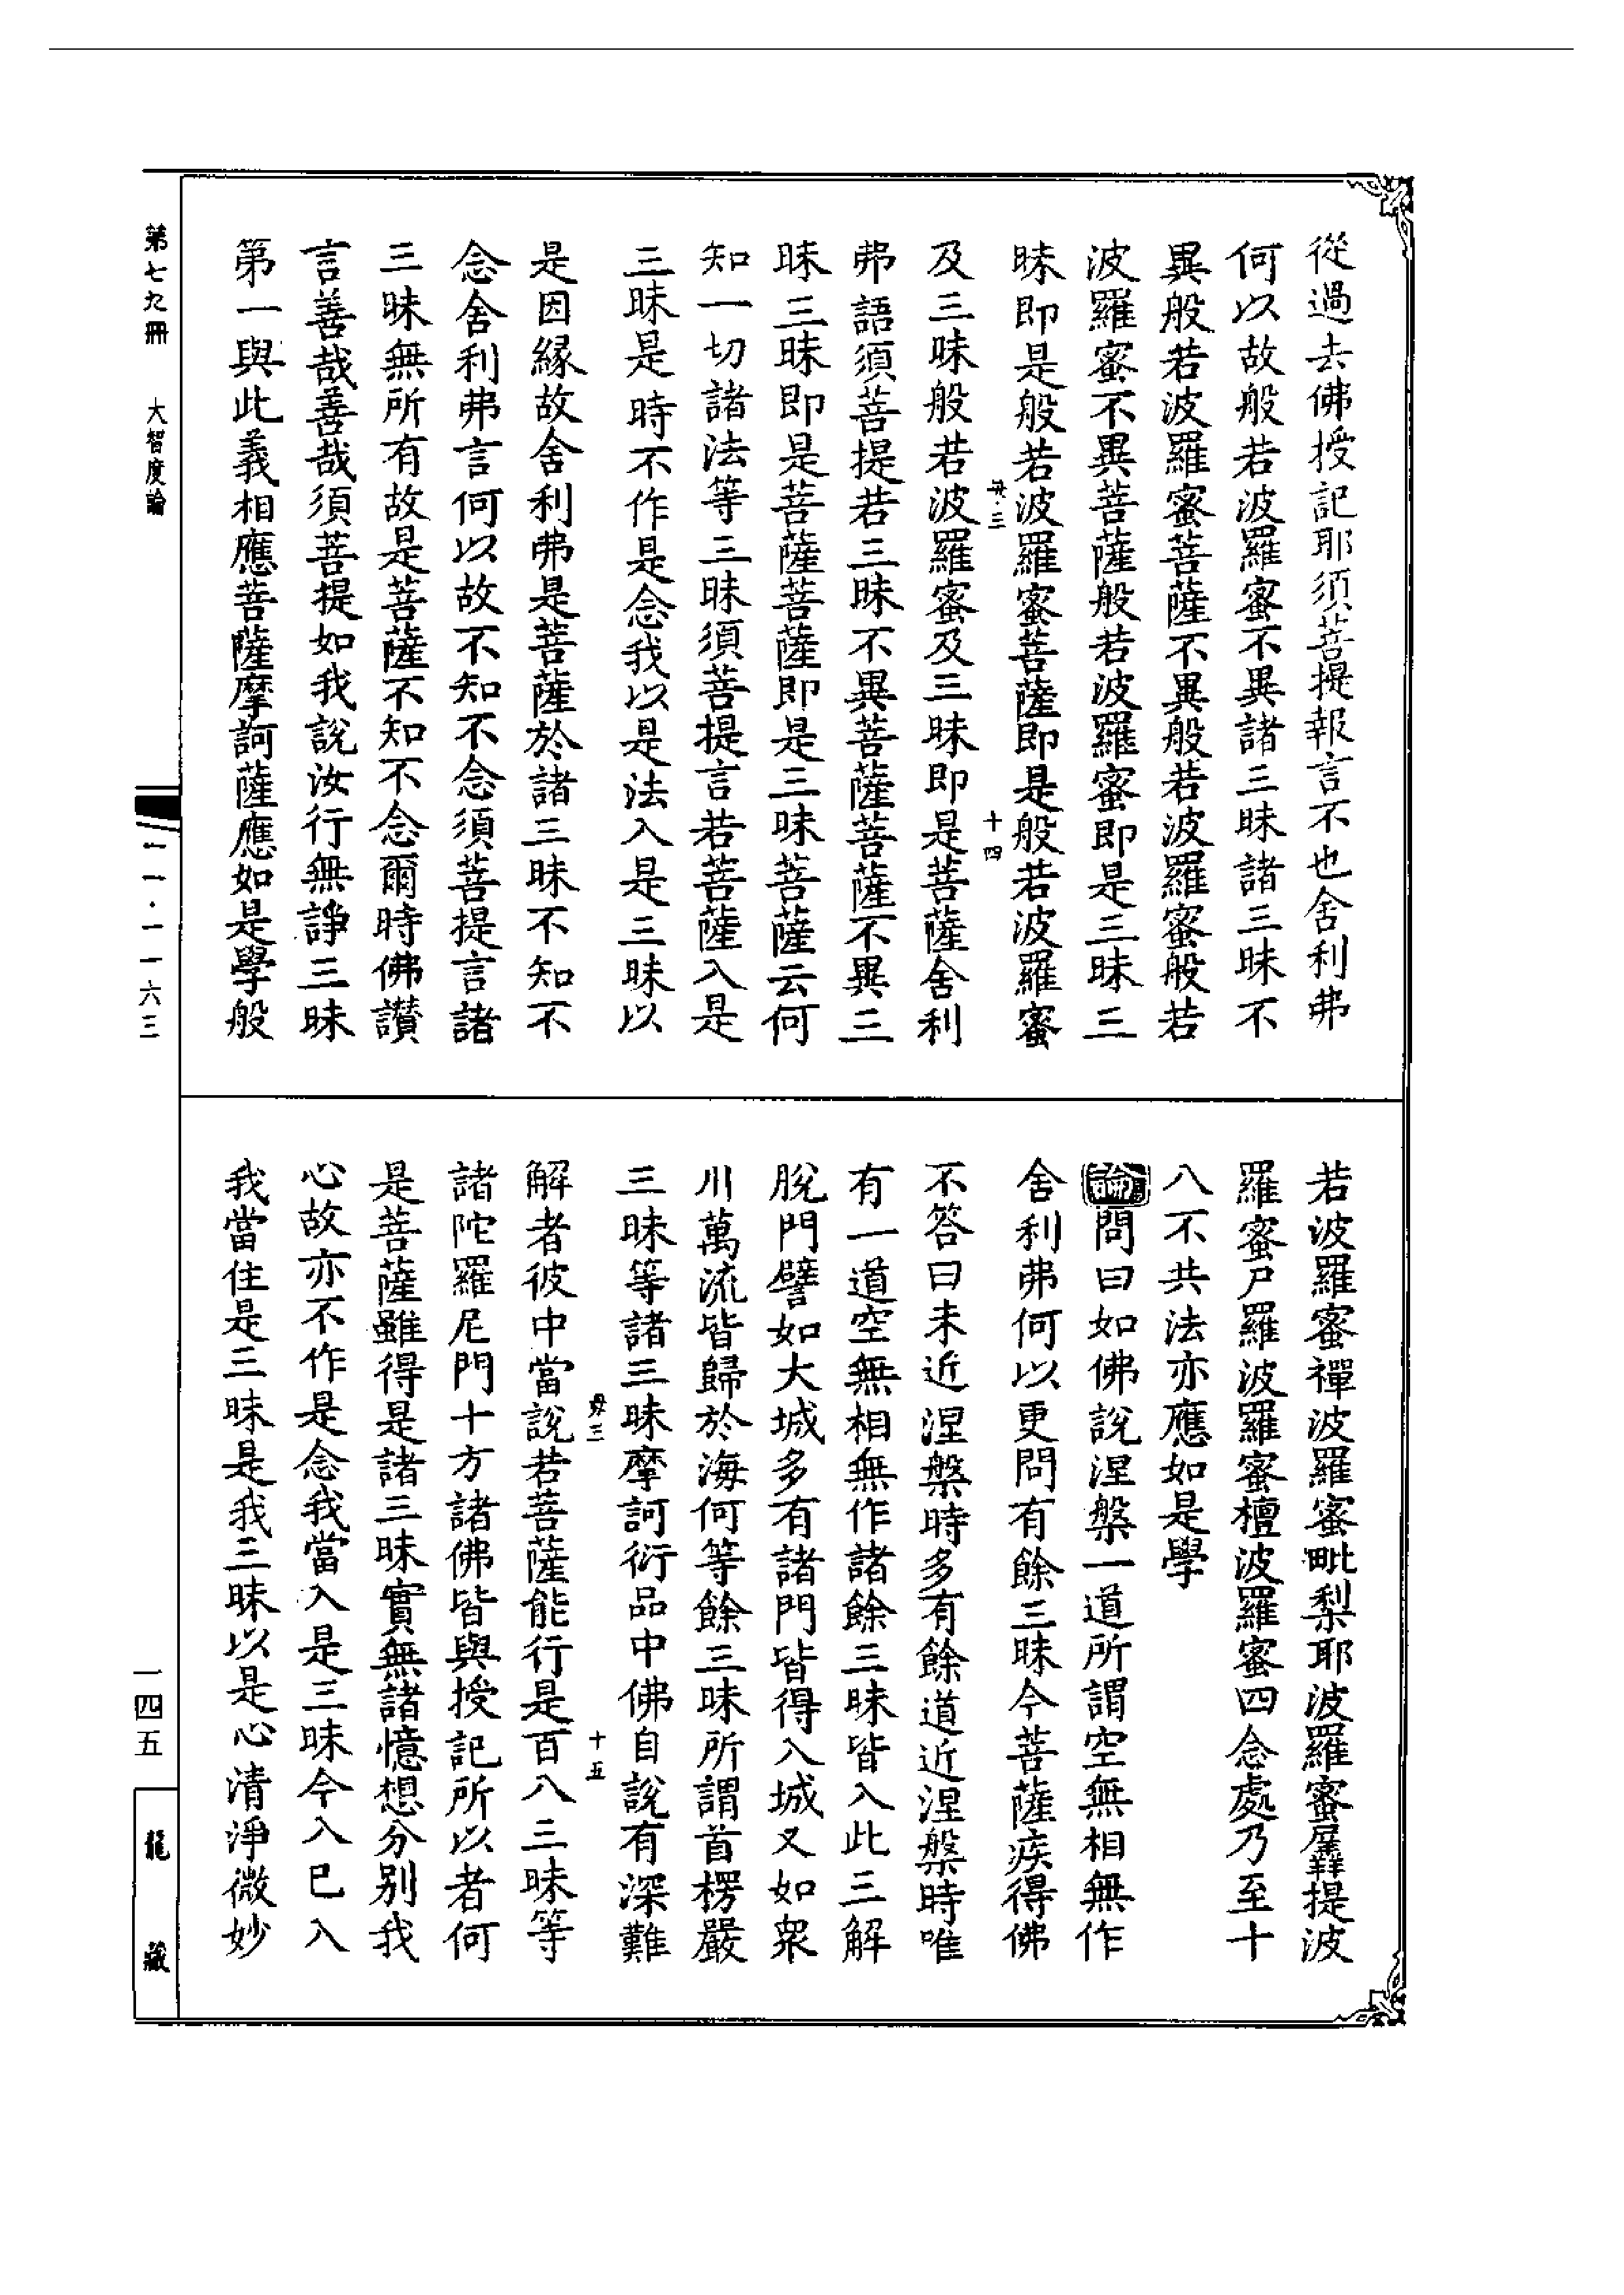 從過去佛授記耶須菩提報言不也舍利弗
何以故般若波羅蜜不異諸三昧諸三昧不
異般若波羅蜜菩薩不異般若波羅蜜般若
波羅蜜不異菩薩般若波羅蜜即是三昧三
昧即是般若波羅蜜菩薩即是般若波羅蜜
毋三
十四
及三昧般若波羅蜜及三昧即是菩薩舍利
弗語須菩提若三昧不異菩薩菩薩不異三
昧三昧即是菩薩菩薩即是三昧菩薩云何
知一切諸法等三昧須菩提言若菩薩入是
三昧是時不作是念我以是法入是三昧以
是因緣故舍利弗是菩薩於諸三昧不知不
念舍利弗言何以故不知不念須菩提言諸
三昧無所有故是菩薩不知不念爾時佛讚
言善哉善哉須菩提如我說汝行無諍三昧
第一與此義相應菩薩摩訶薩應如是學般
若波羅蜜禪波羅蜜毗梨耶波羅蜜羼提波
羅蜜尸羅波羅蜜檀波羅蜜四念處乃至十
八不共法亦應如是學
論問曰如佛說涅槃一道所謂空無相無作
舍利弗何以更問有餘三昧今菩薩疾得佛
不答曰未近涅槃時多有餘道近涅槃時唯
有一道空無相無作諸餘三昧皆入此三解
脫門譬如大城多有諸門皆得入城又如眾
川萬流皆歸於海何等餘三昧所謂首楞嚴
三昧等諸三昧摩訶衍品中佛自說有深難
毋三
十五
解者彼中當說若菩薩能行是百八三昧等
諸陀羅尼門十方諸佛皆與授記所以者何
是菩薩雖得是諸三昧實無諸憶想分別我
心故亦不作是念我當入是三昧今入已入
我當住是三昧是我三昧以是心清淨微妙
第七九冊 大智度論
一一·一一六三
一四五
龍藏